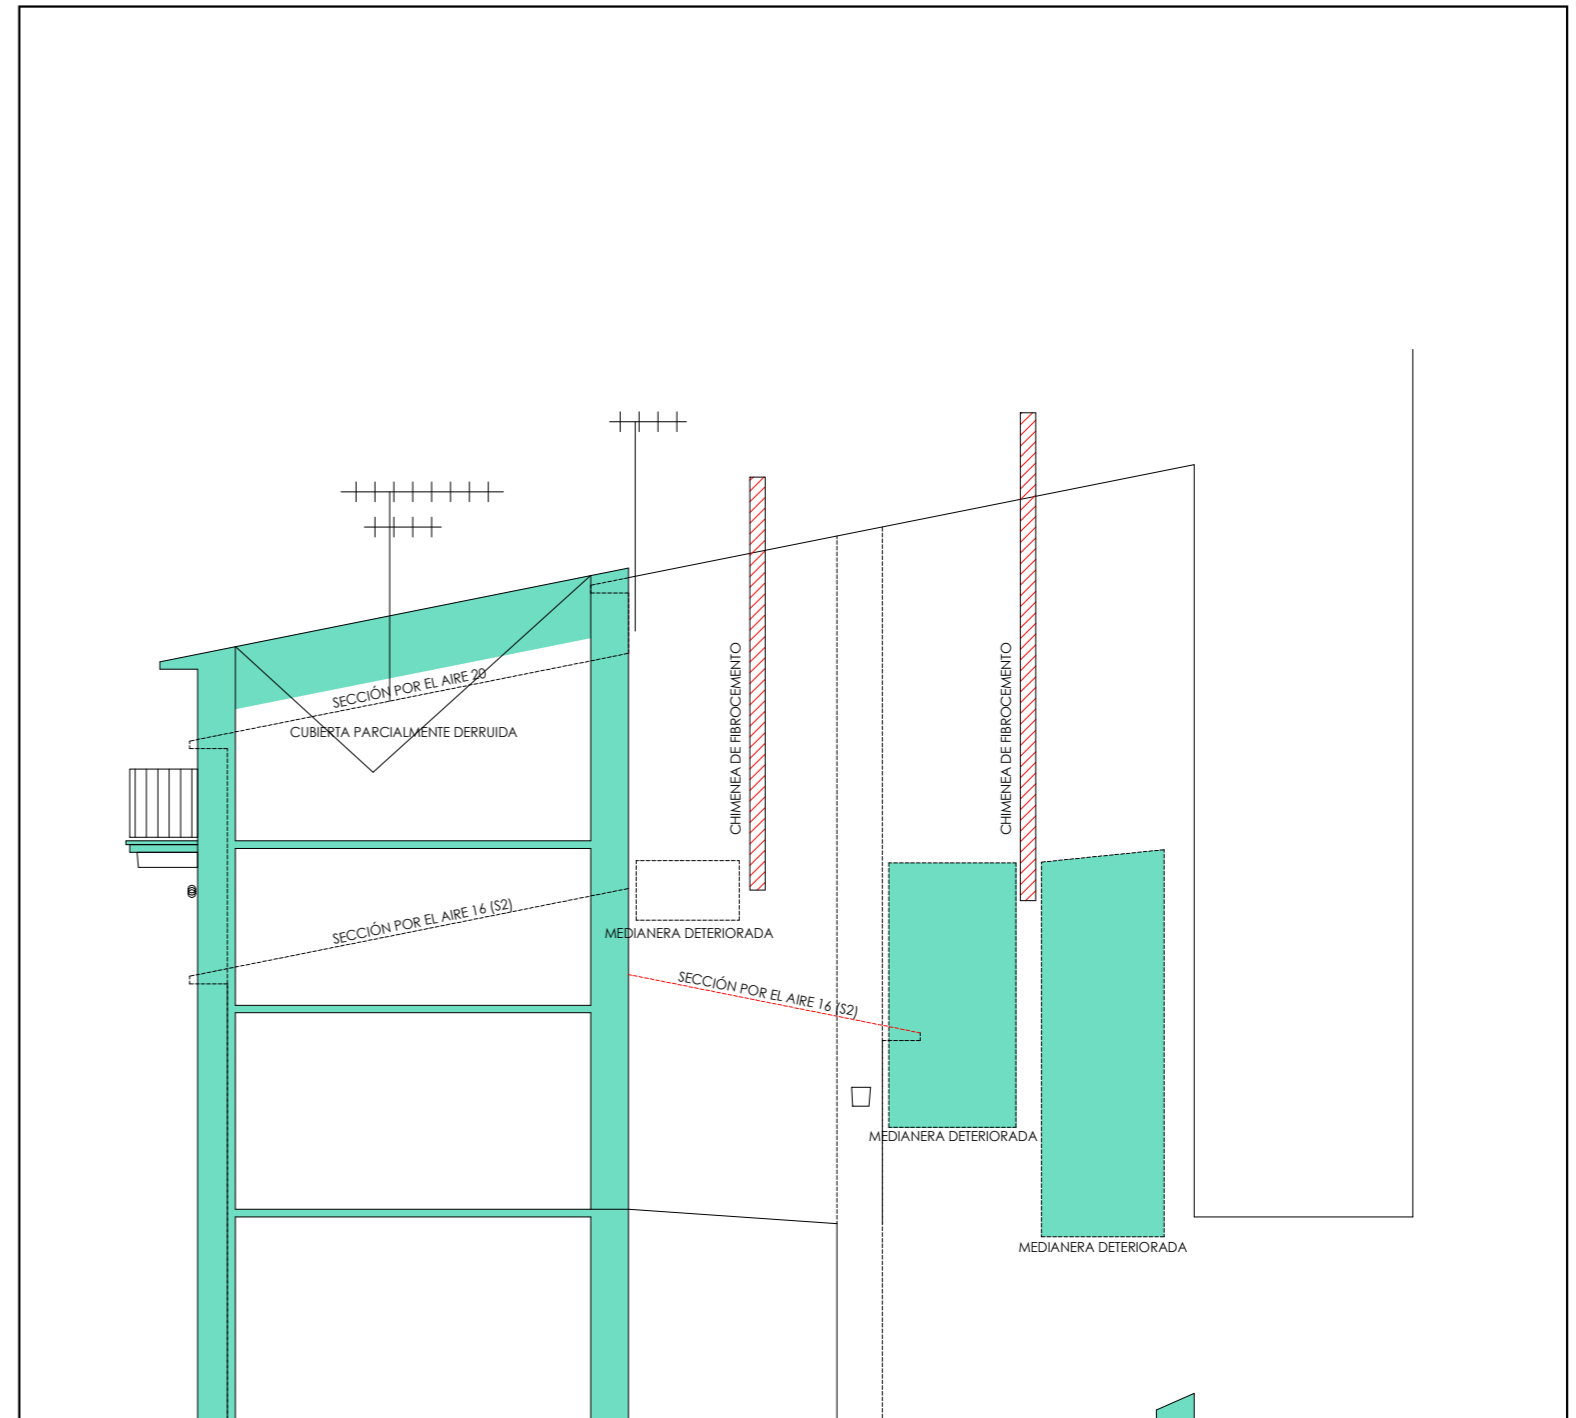 SECCIÓN POR EL AIRE 20
CUBIERTA PARCIALMENTE DERRUIDA
CHIMENEA DE FIBROCEMENTO
CHIMENEA DE FIBROCEMENTO
SECCIÓN POR EL AIRE 16 (S2)
MEDIANERA DETERIORADA
SECCIÓN POR EL AIRE 16 (S2)
MEDIANERA DETERIORADA
MEDIANERA DETERIORADA